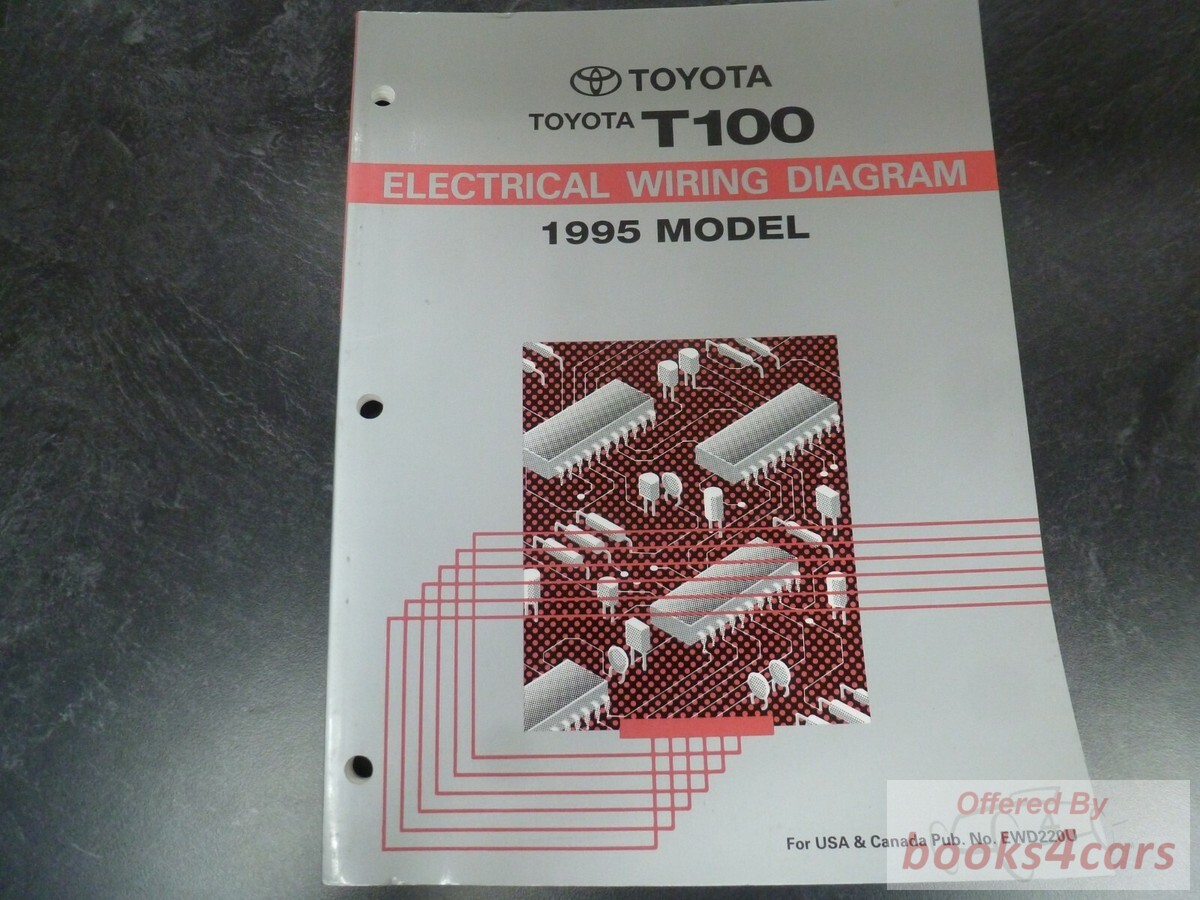 TOYOTA
TOYOTA T100
ELECTRICAL WIRING DIAGRAM
1995 MODEL
For USA & Canada Pub. No. EWD220U
Offered By
books4cars